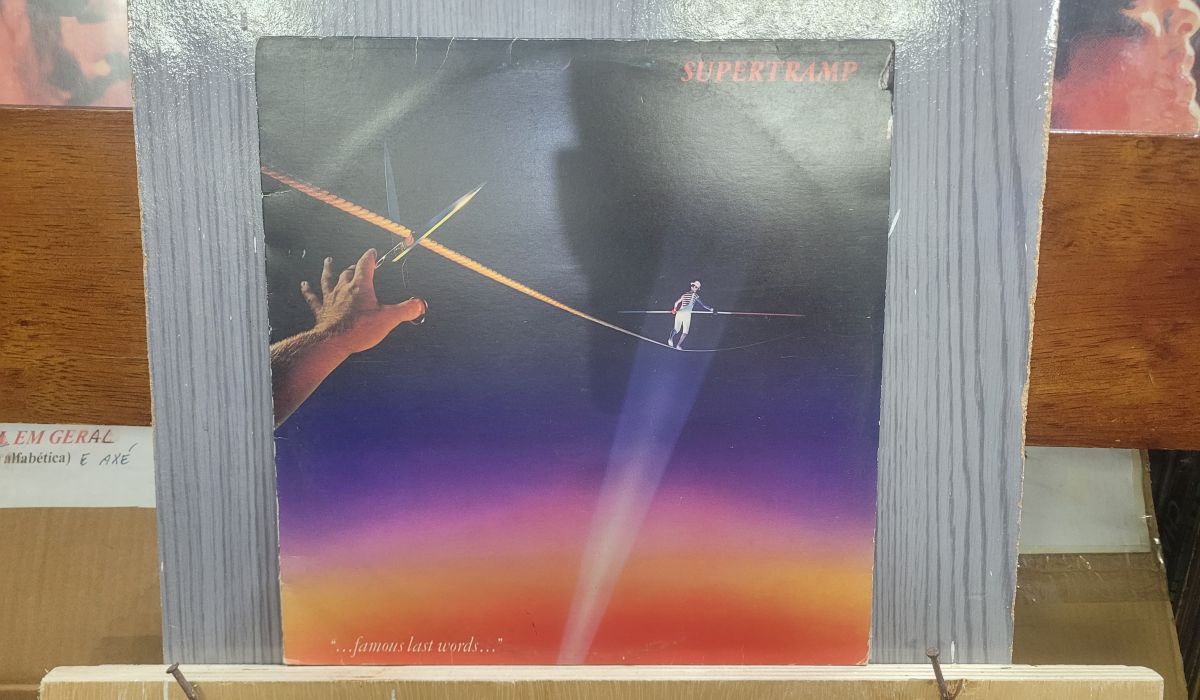 SUPERTRAMP
EM GERAL
alfabética) E AXÉ
"...famous last words..."